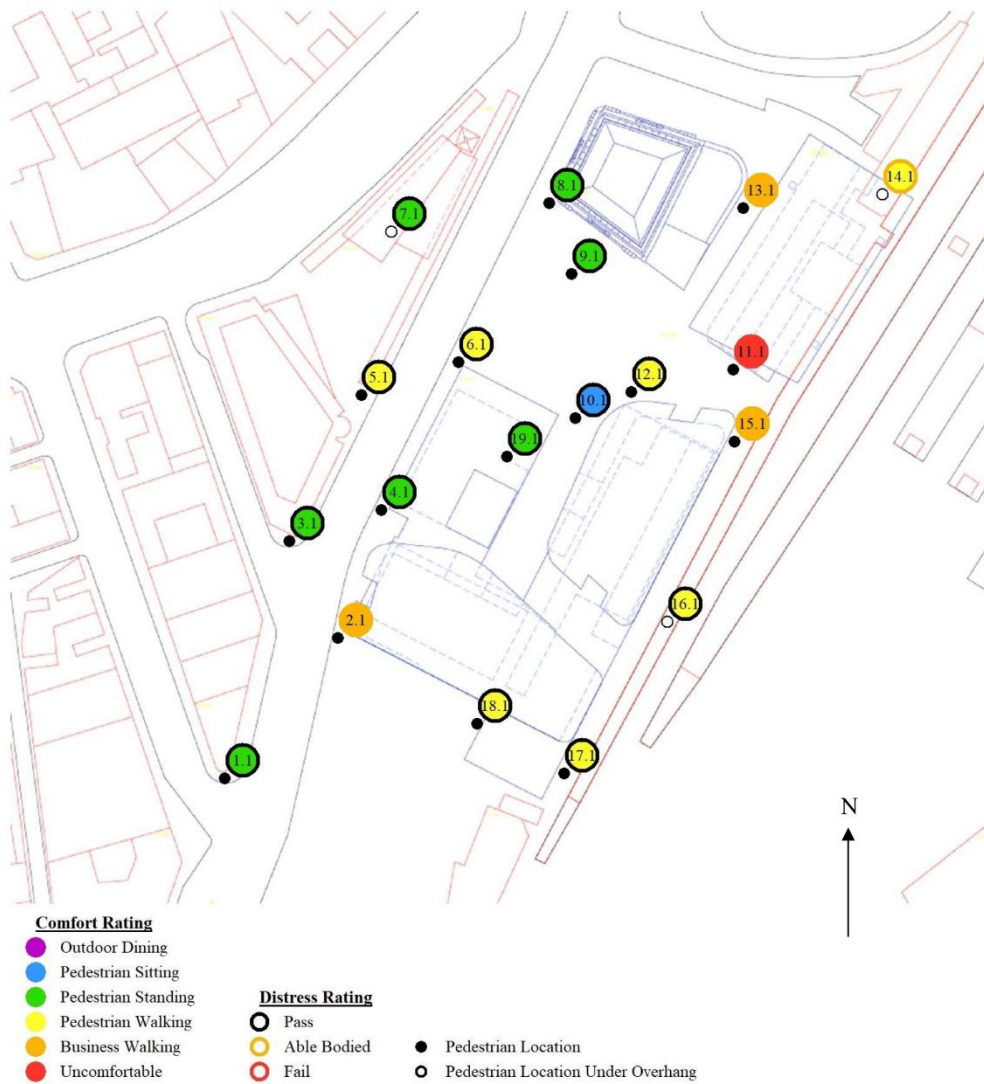 14.1
8.1
13.1
7.1
9.1
6.1
11.1
5.1
12.1
10.1
15.1
19.1
4.1
3.1
16.1
2.1
18.1
17.1
1.1
N
Comfort Rating
Outdoor Dining
Pedestrian Sitting
Pedestrian Standing
Pedestrian Walking
Business Walking
Uncomfortable
Distress Rating
Pass
Able Bodied
Fail
Pedestrian Location
Pedestrian Location Under Overhang